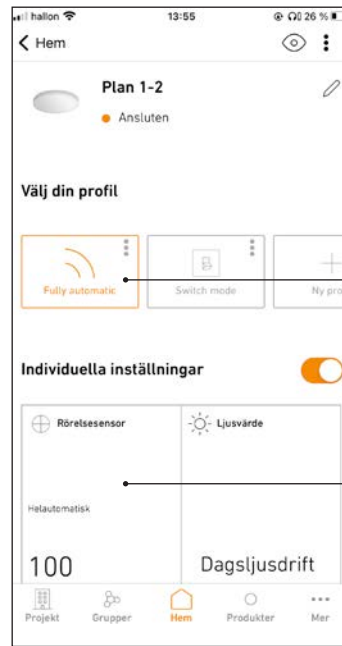 hallon 13:55 26 %
Hem
Plan 1-2
Ansluten
Välj din profil
Fully automatic Switch mode Ny pro
Individuella inställningar
Rörelsesensor Ljusvärde
Helautomatisk
100 Dagsljusdrift
Projekt Grupper Hem Produkter Mer